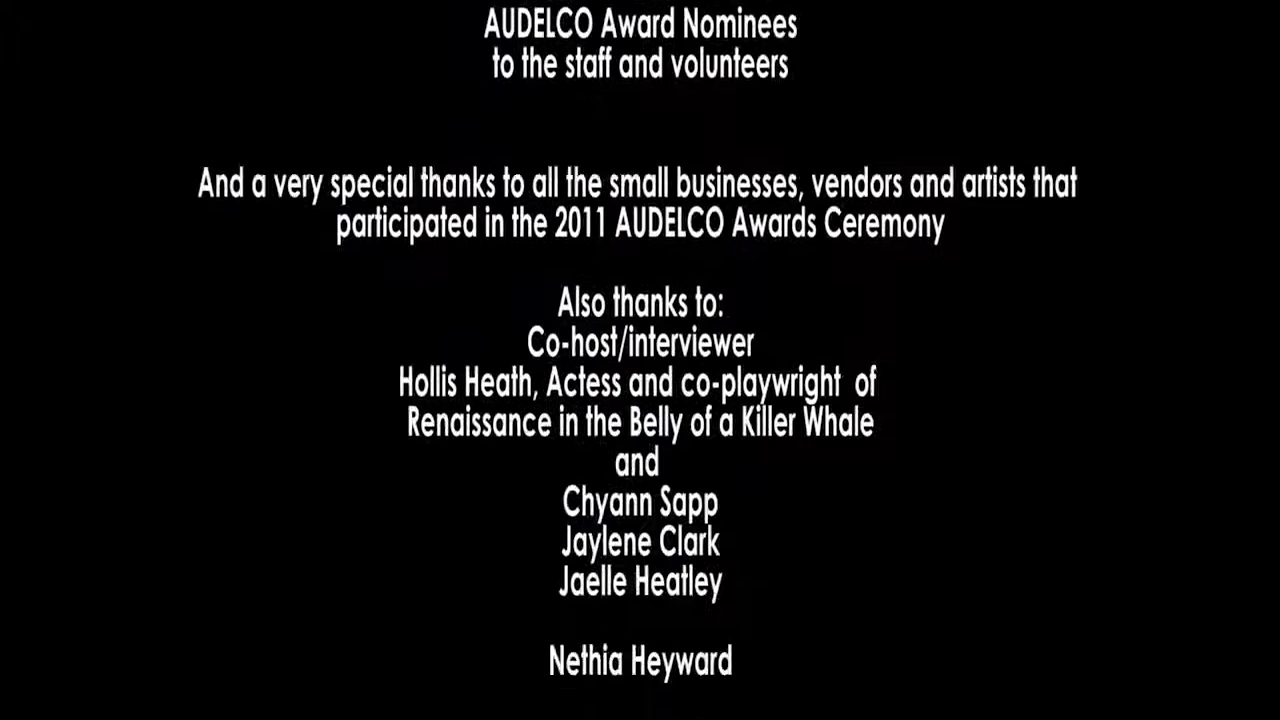 AUDELCO Award Nominees
to the staff and volunteers
And a very special thanks to all the small businesses, vendors and artists that
participated in the 2011 AUDELCO Awards Ceremony
Also thanks to:
Co-host/interviewer
Hollis Heath, Actess and co-playwright of
Renaissance in the Belly of a Killer Whale
and
Chyann Sapp
Jaylene Clark
Jaelle Heatley
Nethia Heyward